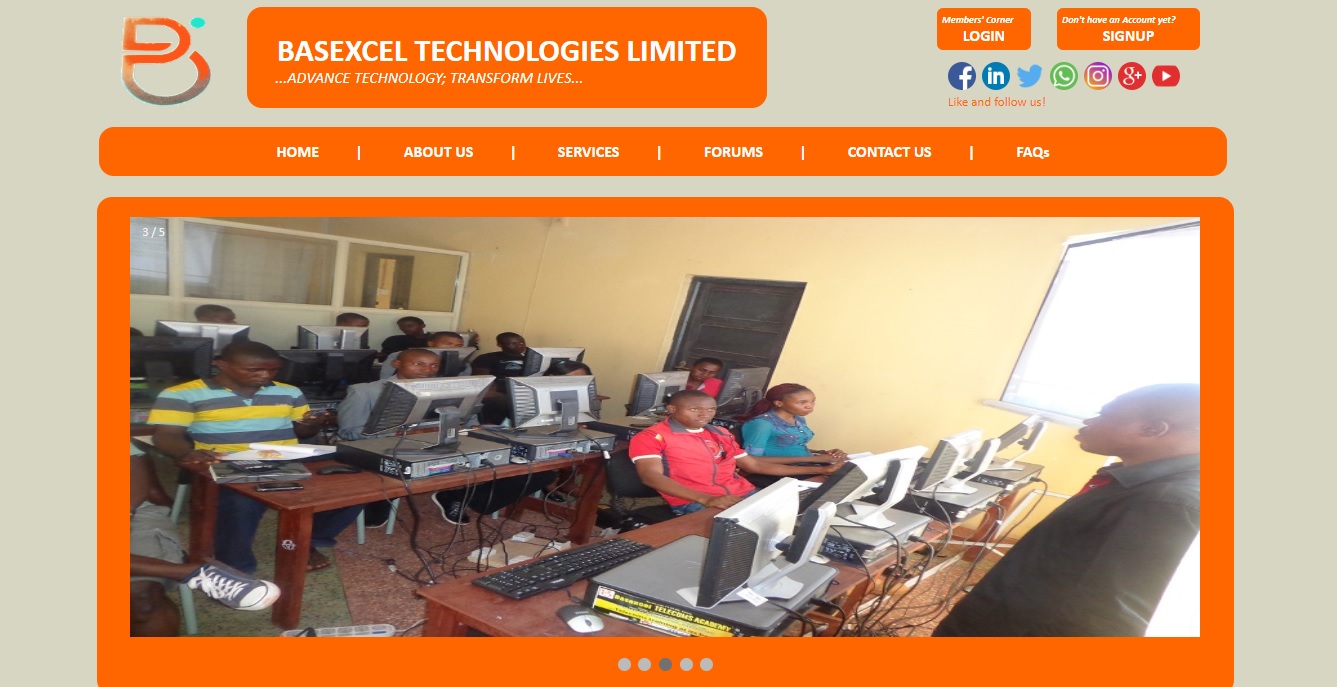 BASEXCEL TECHNOLOGIES LIMITED
...ADVANCE TECHNOLOGY; TRANSFORM LIVES...
Members' Corner
LOGIN
Don't have an Account yet?
SIGNUP
Like and follow us!
HOME | ABOUT US | SERVICES | FORUMS | CONTACT US | FAQs
3 / 5
BASEXCEL TELECOMS ACADEMY